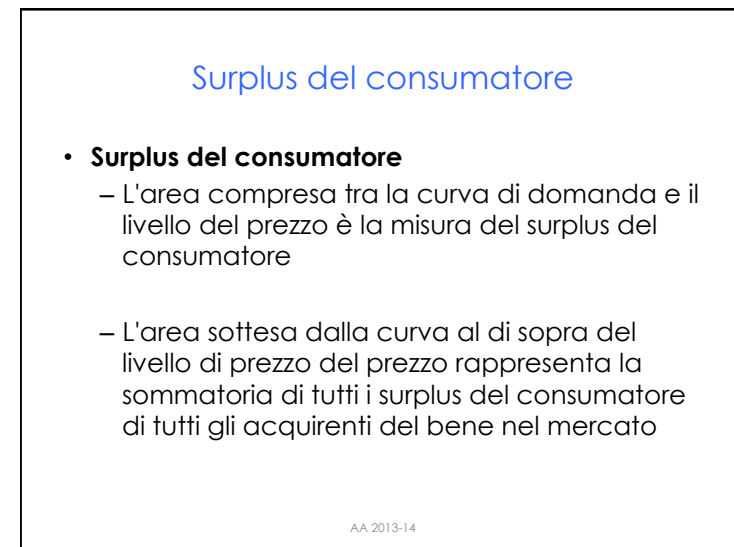 Surplus del consumatore
• Surplus del consumatore
– L'area compresa tra la curva di domanda e il
livello del prezzo è la misura del surplus del
consumatore
– L'area sottesa dalla curva al di sopra del
livello di prezzo del prezzo rappresenta la
sommatoria di tutti i surplus del consumatore
di tutti gli acquirenti del bene nel mercato
AA 2013-14